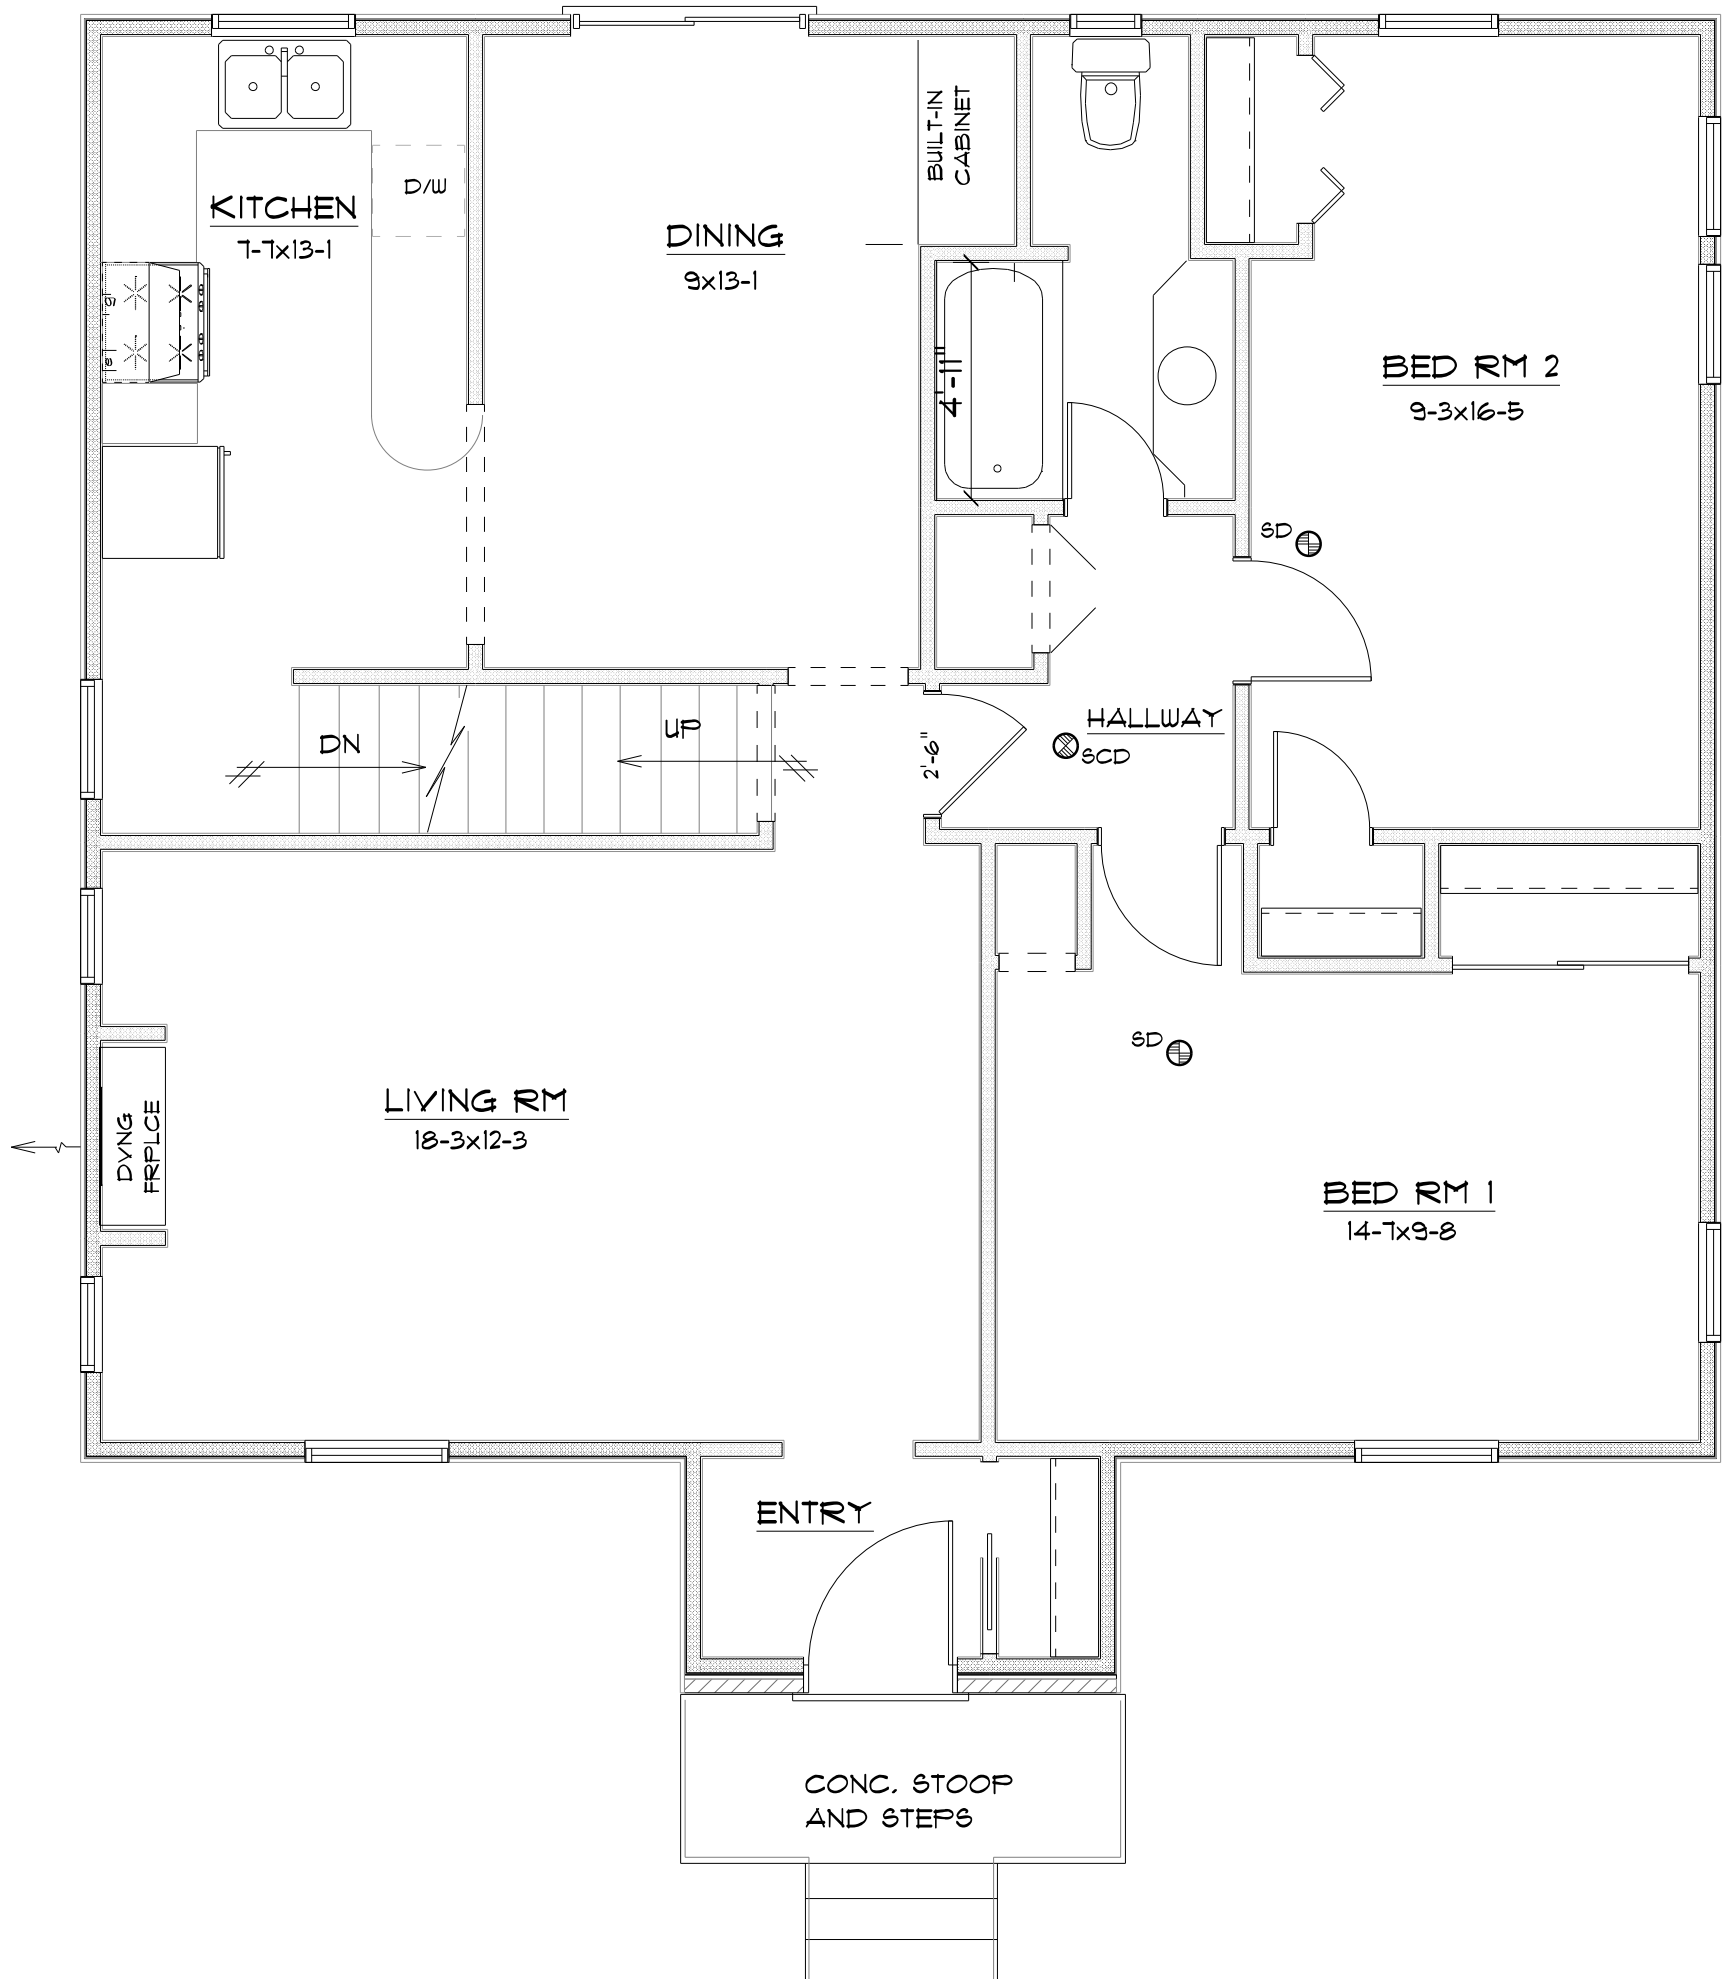 BUILT-IN
CABINET
D/W
KITCHEN
7-7x13-1
DINING
9x13-1
4'-11"
BED RM 2
9-3x16-5
SD
HALLWAY
SCD
2'-6"
DN
UP
SD
LIVING RM
18-3x12-3
DVNG
FRPLCE
BED RM 1
14-7x9-8
ENTRY
CONC. STOOP
AND STEPS